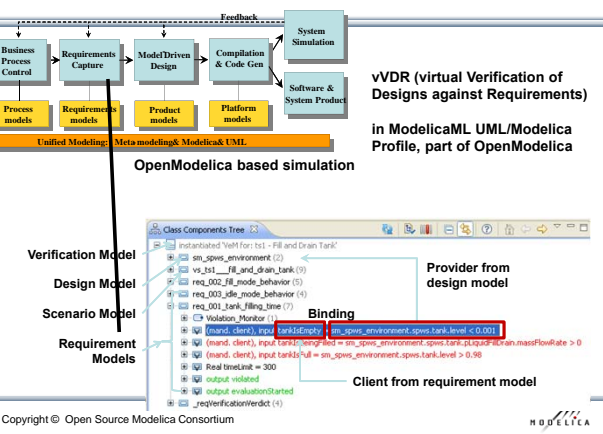 Feedback
Business
Process
Control
Requirements
Capture
Model Driven
Design
Compilation
& Code Gen
System
Simulation
Software &
System Product
Process
models
Requirements
models
Product
models
Platform
models
Unified Modeling: Meta-modeling& Modelica& UML
vVDR (virtual Verification of
Designs against Requirements)
in ModelicaML UML/Modelica
Profile, part of OpenModelica
OpenModelica based simulation
Class Components Tree
instantiated 'VeM for: ts1 - Fill and Drain Tank'
sm_spws_environment (2)
vs_ts1___fill_and_drain_tank (9)
req_002_fill_mode_behavior (5)
req_003_idle_mode_behavior (4)
req_001_tank_filling_time (7)
Violation_Monitor (1)
(mand. client), input tankIsEmpty = sm_spws_environment.spws.tank.level < 0.001
(mand. client), input tankIsBeingFilled = sm_spws_environment.spws.tank.pLiquidFillDrain.massFlowRate > 0
(mand. client), input tankIsFull = sm_spws_environment.spws.tank.level > 0.98
Real timeLimit = 300
output violated
output evaluationStarted
_reqVerificationVerdict (4)
Verification Model
Design Model
Scenario Model
Requirement
Models
Provider from
design model
Binding
Client from requirement model
Copyright © Open Source Modelica Consortium
MODELICA